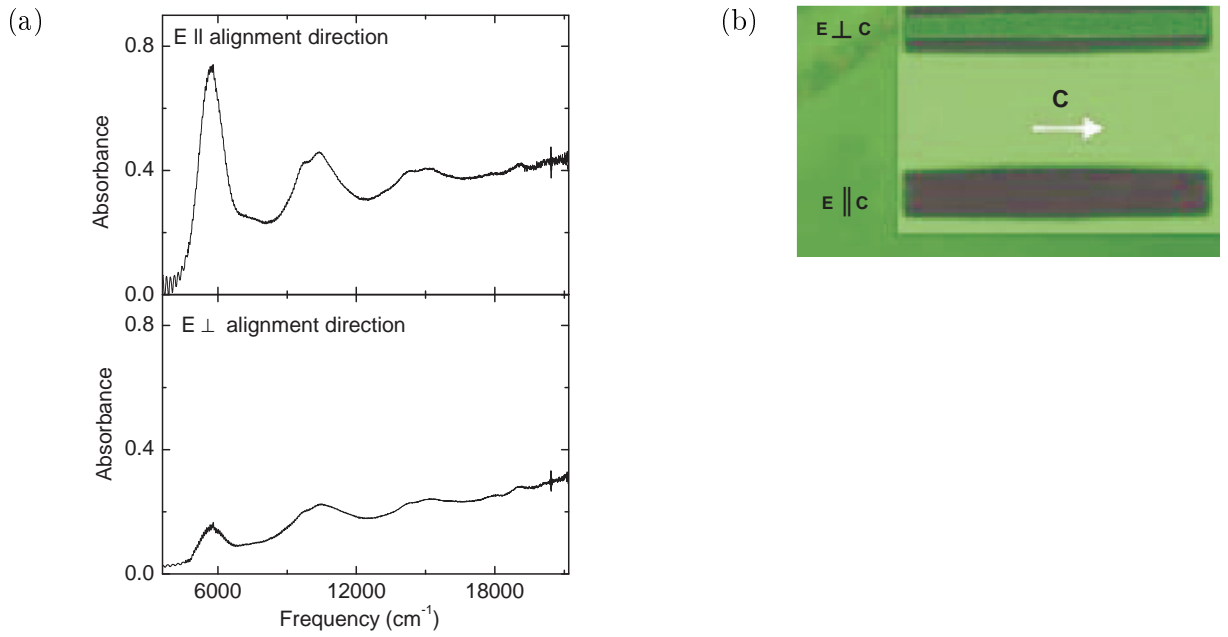 (a)
0.8
E II alignment direction
0.4
Absorbance
0.0
0.8
E ⊥ alignment direction
0.4
Absorbance
0.0
6000 12000 18000
Frequency (cm⁻¹)
(b)
E ⊥ C
C
E ∥ C